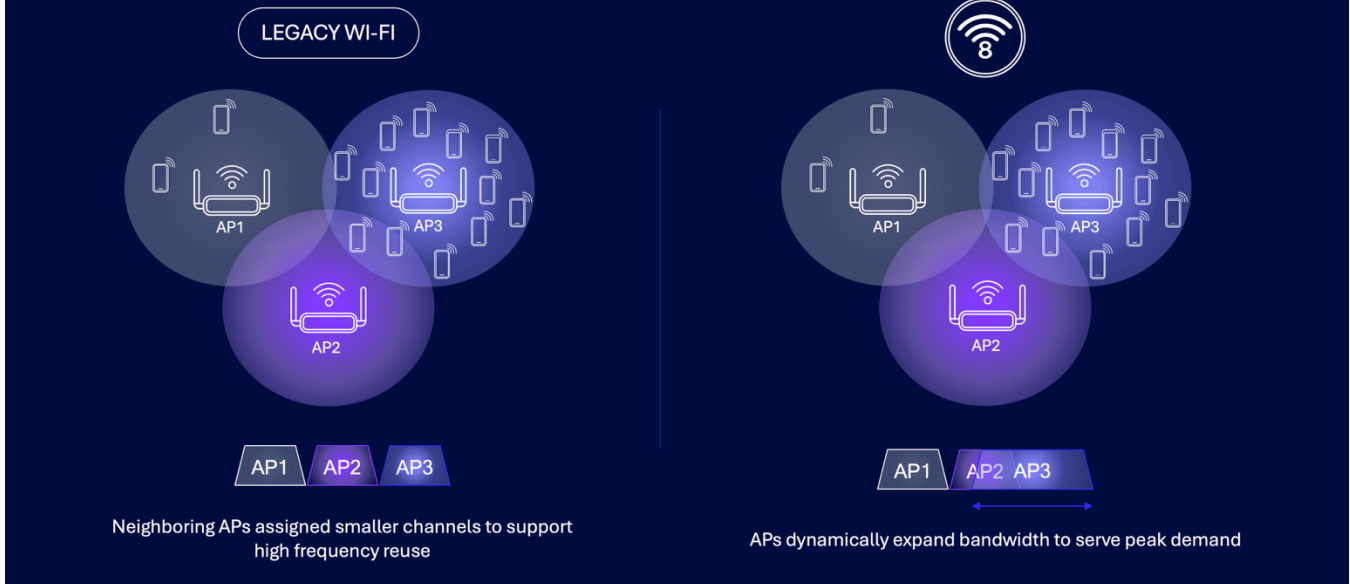 LEGACY WI-FI
8
AP1
AP3
AP2
AP1
AP3
AP2
AP1 AP2 AP3
AP1 AP2 AP3
Neighboring APs assigned smaller channels to support
high frequency reuse
APs dynamically expand bandwidth to serve peak demand